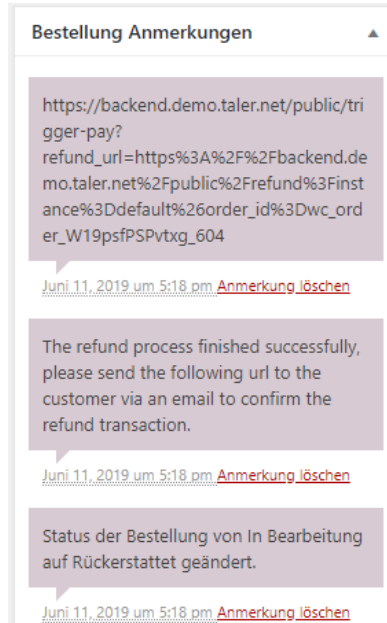 Bestellung Anmerkungen
https://backend.demo.taler.net/public/tri
gger-pay?
refund_url=https%3A%2F%2Fbackend.de
mo.taler.net%2Fpublic%2Frefund%3Finst
ance%3Ddefault%26order_id%3Dwc_ord
er_W19psfPSPvtxg_604
Juni 11, 2019 um 5:18 pm Anmerkung löschen
The refund process finished successfully,
please send the following url to the
customer via an email to confirm the
refund transaction.
Juni 11, 2019 um 5:18 pm Anmerkung löschen
Status der Bestellung von In Bearbeitung
auf Rückerstattet geändert.
Juni 11, 2019 um 5:18 pm Anmerkung löschen